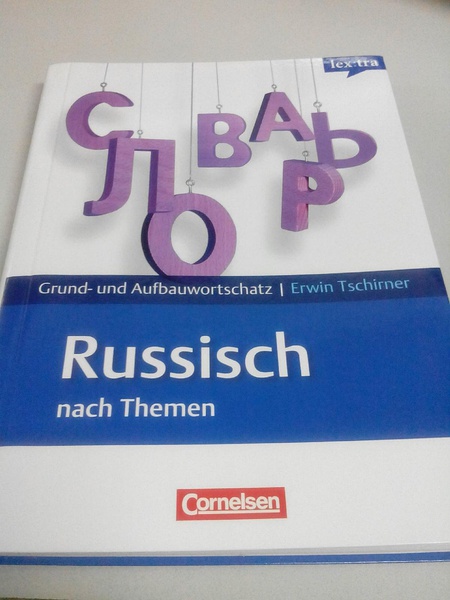 lex:tra
СЛОВАРЬ
Grund- und Aufbauwortschatz | Erwin Tschirner
Russisch
nach Themen
Cornelsen